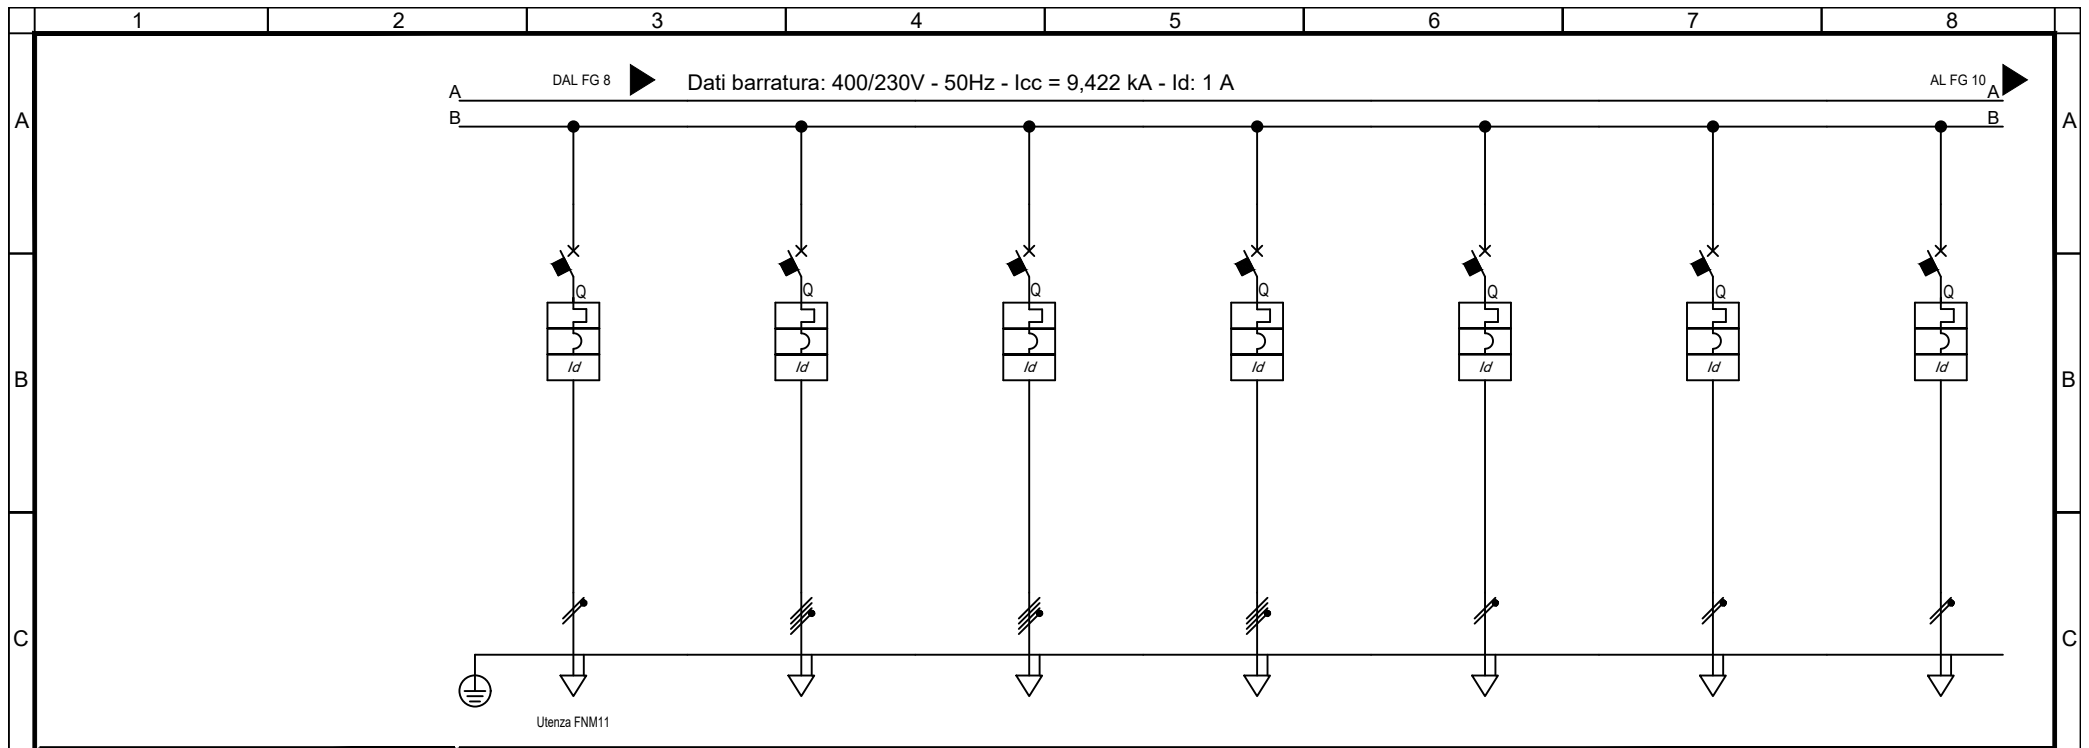 1 2 3 4 5 6 7 8
DAL FG 8 Dati barratura: 400/230V - 50Hz - Icc = 9,422 kA - Id: 1 A AL FG 10
A A
A A
B B
Q Q Q Q Q Q Q
Id Id Id Id Id Id Id
B B
C C
Utenza FNM11